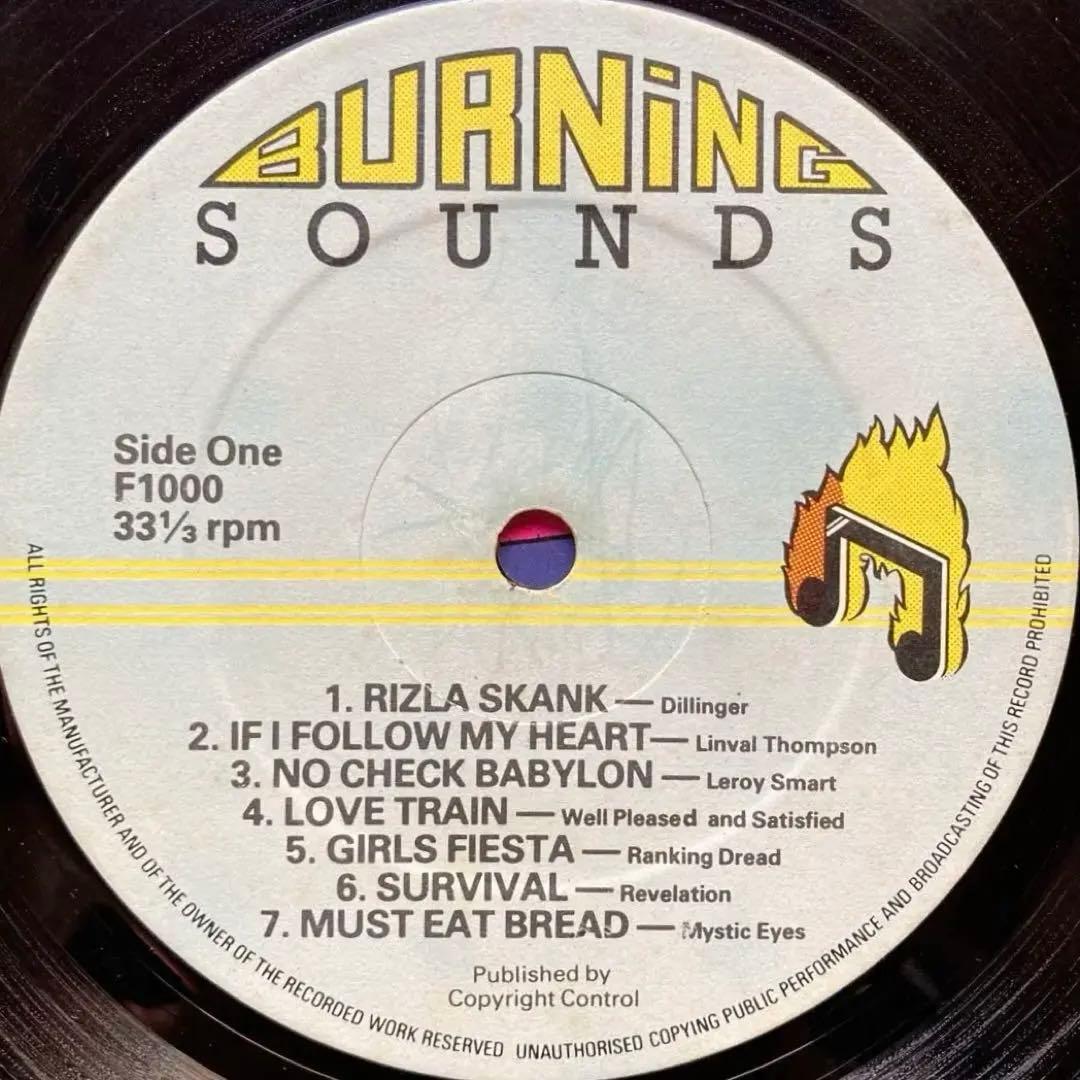 BURNiNG
SOUNDS
Side One
F1000
33⅓ rpm
1. RIZLA SKANK — Dillinger
2. IF I FOLLOW MY HEART — Linval Thompson
3. NO CHECK BABYLON — Leroy Smart
4. LOVE TRAIN — Well Pleased and Satisfied
5. GIRLS FIESTA — Ranking Dread
6. SURVIVAL — Revelation
7. MUST EAT BREAD — Mystic Eyes
Published by
Copyright Control
ALL RIGHTS OF THE MANUFACTURER AND OF THE OWNER OF THE RECORDED WORK RESERVED UNAUTHORISED COPYING PUBLIC PERFORMANCE AND BROADCASTING OF THIS RECORD PROHIBITED